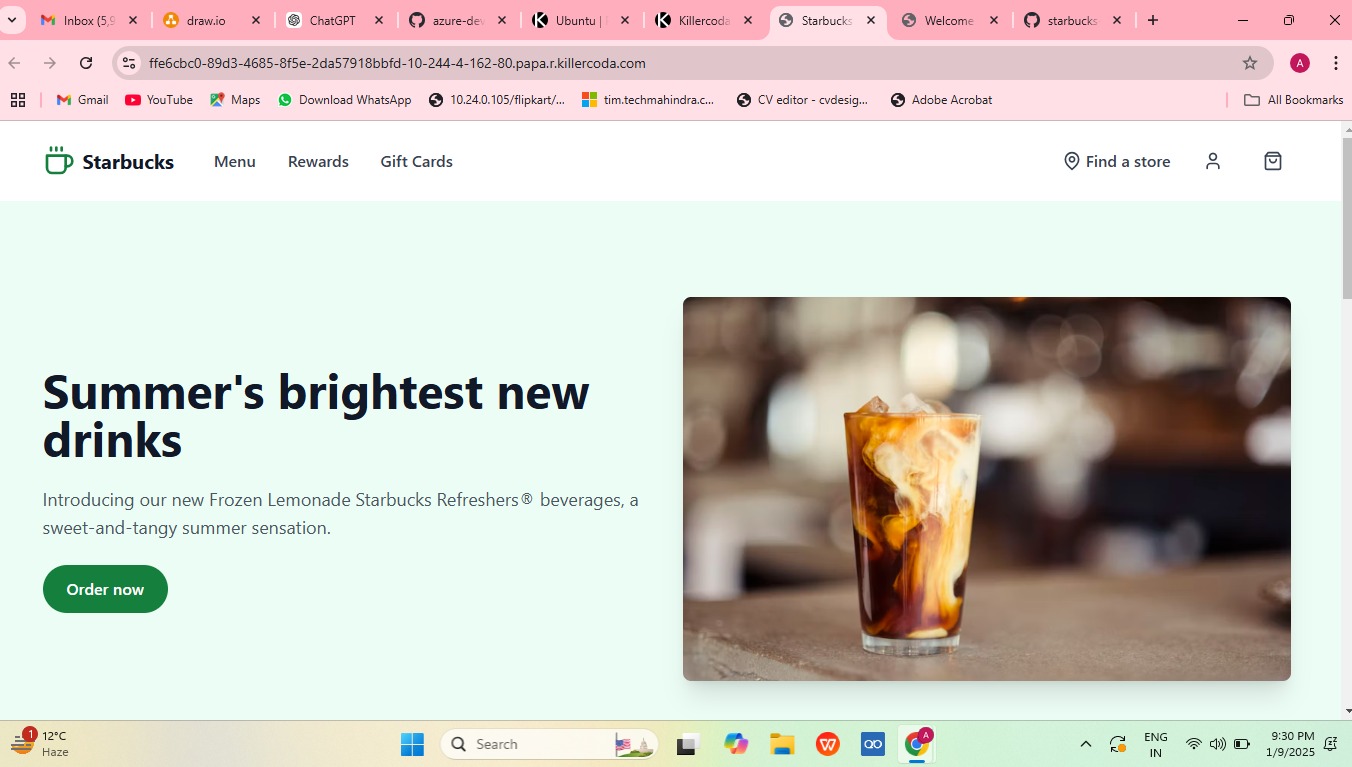 Inbox (5,9
draw.io
ChatGPT
azure-dev
Ubuntu |
Killercoda
Starbucks
Welcome
starbucks
ffe6cbc0-89d3-4685-8f5e-2da57918bbfd-10-244-4-162-80.papa.r.killercoda.com
A
Gmail
YouTube
Maps
Download WhatsApp
10.24.0.105/flipkart/...
tim.techmahindra.c...
CV editor - cvdesig...
Adobe Acrobat
All Bookmarks
Starbucks
Menu
Rewards
Gift Cards
Find a store
Summer's brightest new
drinks
Introducing our new Frozen Lemonade Starbucks Refreshers® beverages, a
sweet-and-tangy summer sensation.
Order now
1
12°C
Haze
Search
A
ENG
IN
9:30 PM
1/9/2025